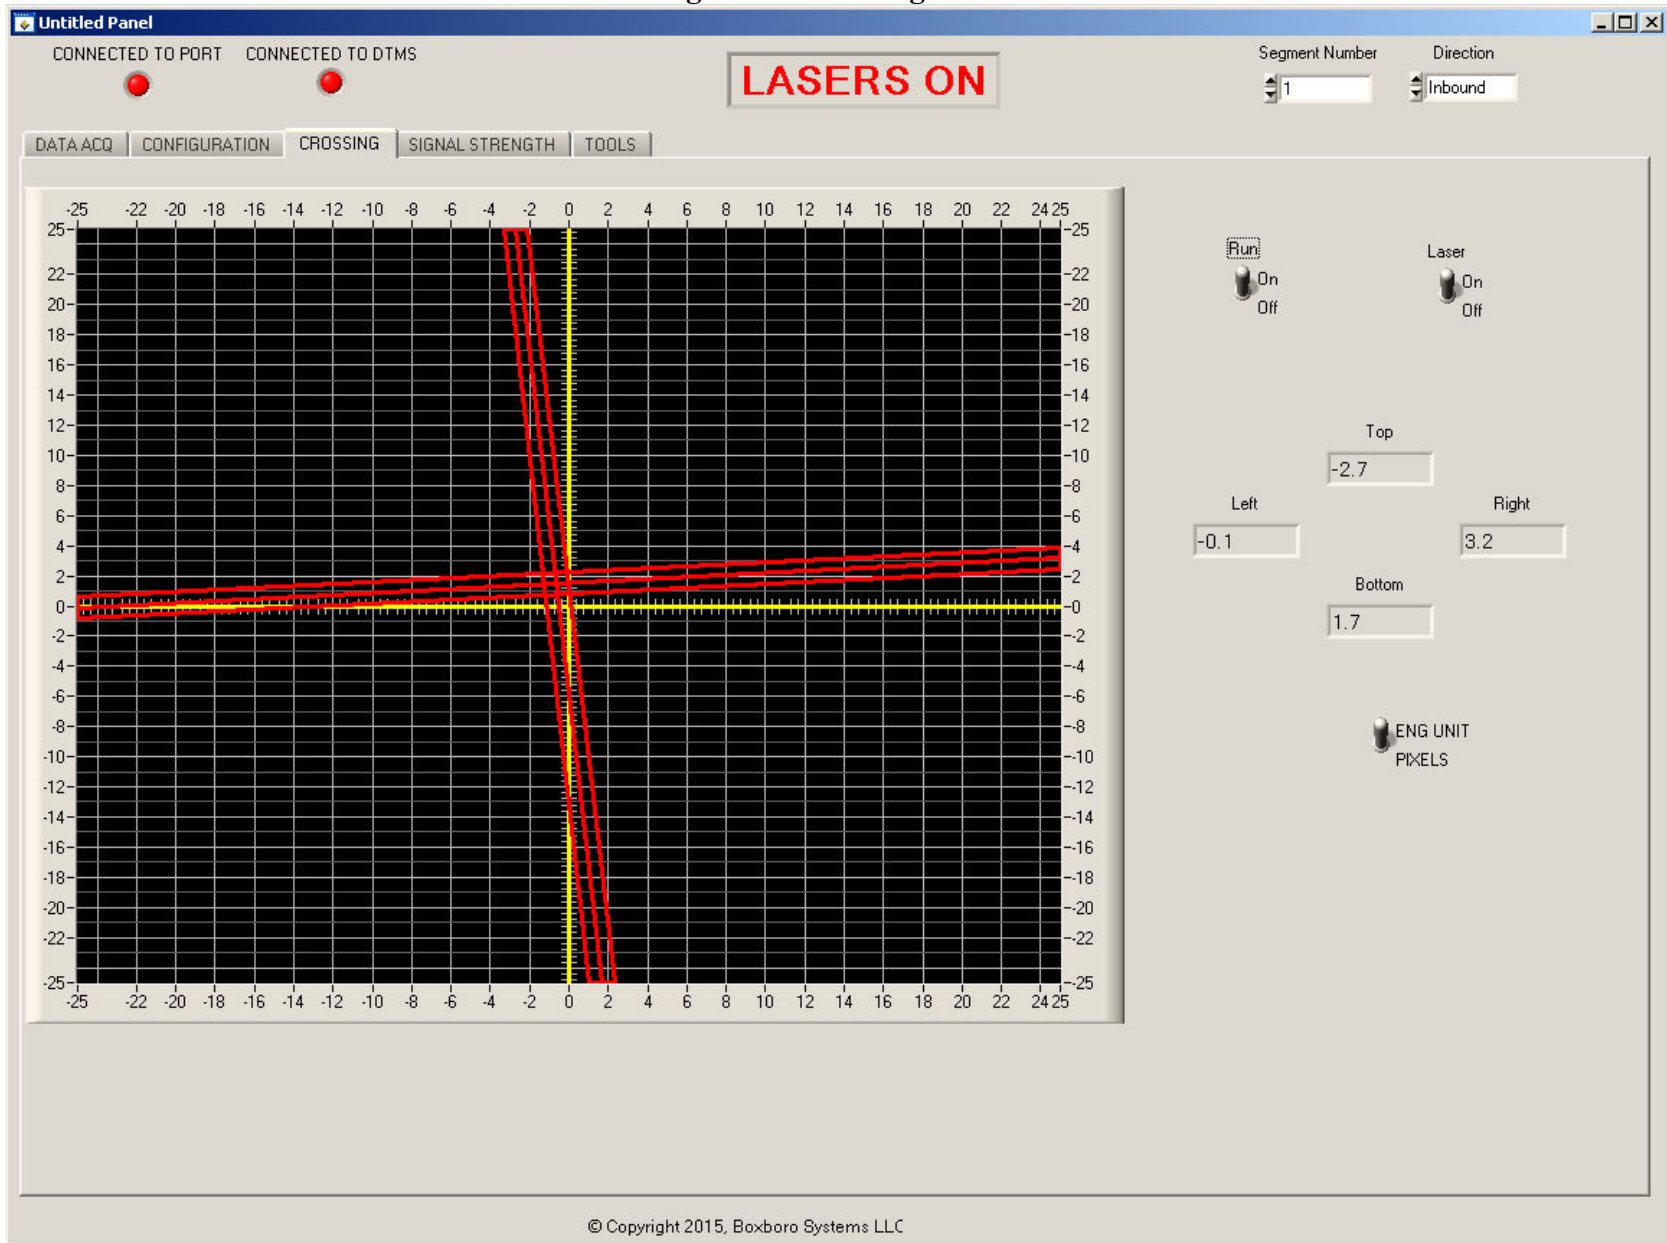 Untitled Panel
CONNECTED TO PORT CONNECTED TO DTMS
LASERS ON
Segment Number Direction
1 Inbound
DATA ACQ CONFIGURATION CROSSING SIGNAL STRENGTH TOOLS
-25 -22 -20 -18 -16 -14 -12 -10 -8 -6 -4 -2 0 2 4 6 8 10 12 14 16 18 20 22 24 25
25 -25
22 -22
20 -20
18 -18
16 -16
14 -14
12 -12
10 -10
8 -8
6 -6
4 -4
2 -2
0 -0
-2 --2
-4 --4
-6 --6
-8 --8
-10 --10
-12 --12
-14 --14
-16 --16
-18 --18
-20 --20
-22 --22
-25 --25
-25 -22 -20 -18 -16 -14 -12 -10 -8 -6 -4 -2 0 2 4 6 8 10 12 14 16 18 20 22 24 25
Run
On
Off
Laser
On
Off
Top
-2.7
Left Right
-0.1 3.2
Bottom
1.7
ENG UNIT
PIXELS
© Copyright 2015, Boxboro Systems LLC